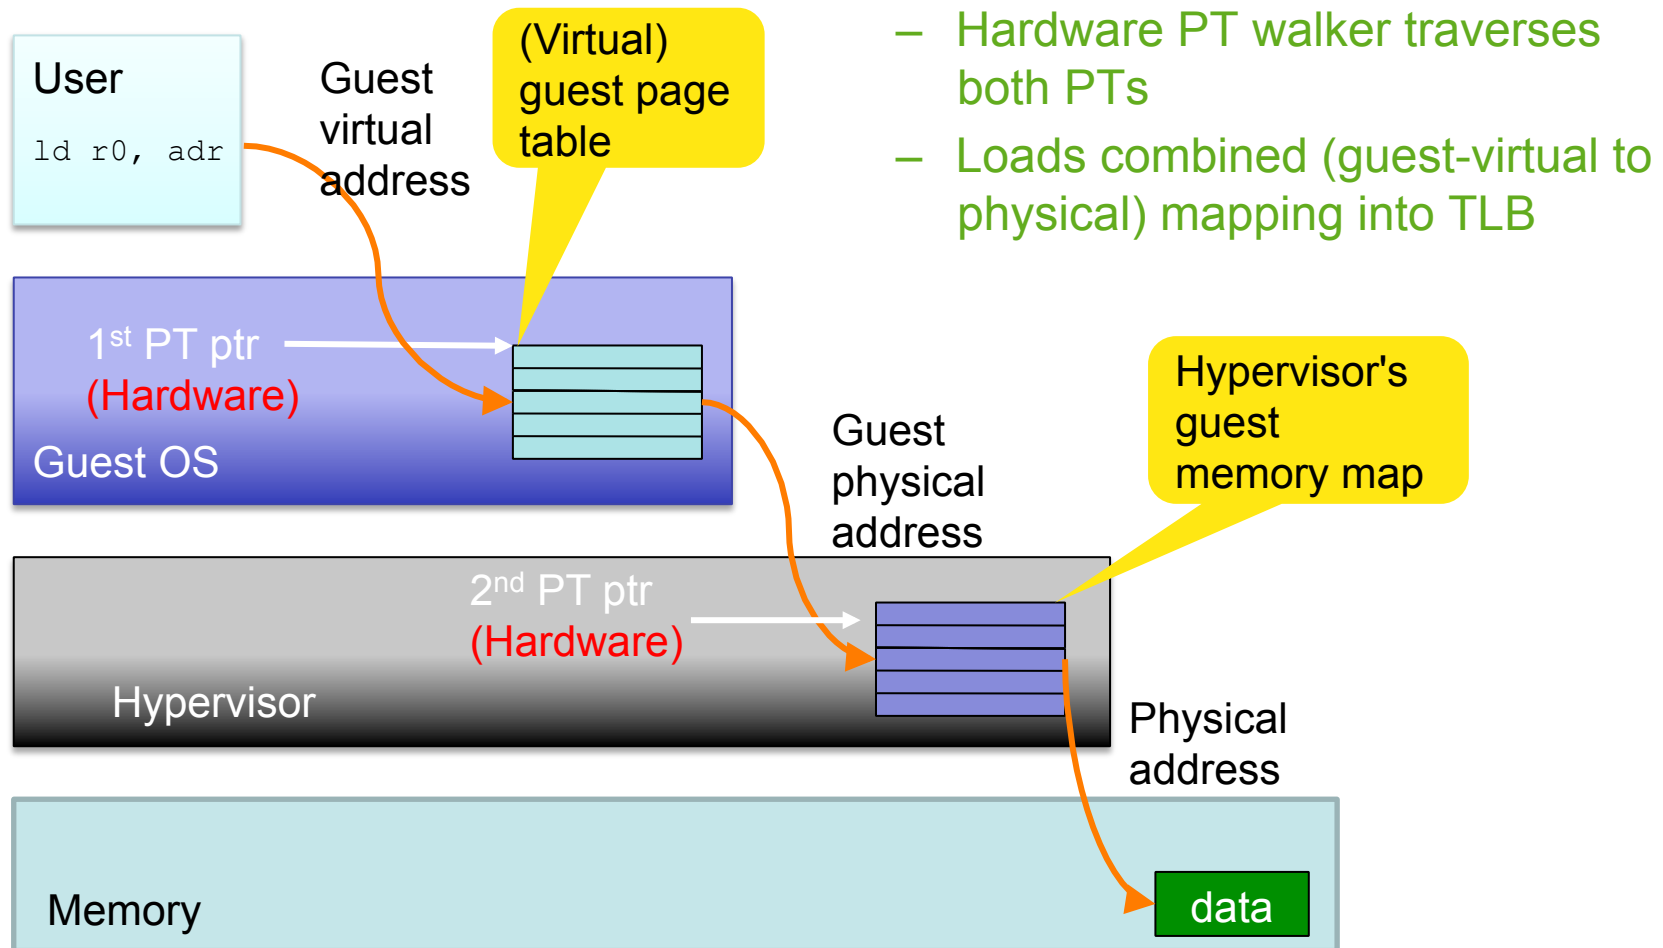 User
ld r0, adr
Guest
virtual
address
(Virtual)
guest page
table
– Hardware PT walker traverses
both PTs
– Loads combined (guest-virtual to
physical) mapping into TLB
1st PT ptr
(Hardware)
Guest OS
Guest
physical
address
Hypervisor's
guest
memory map
2nd PT ptr
(Hardware)
Hypervisor
Physical
address
Memory
data